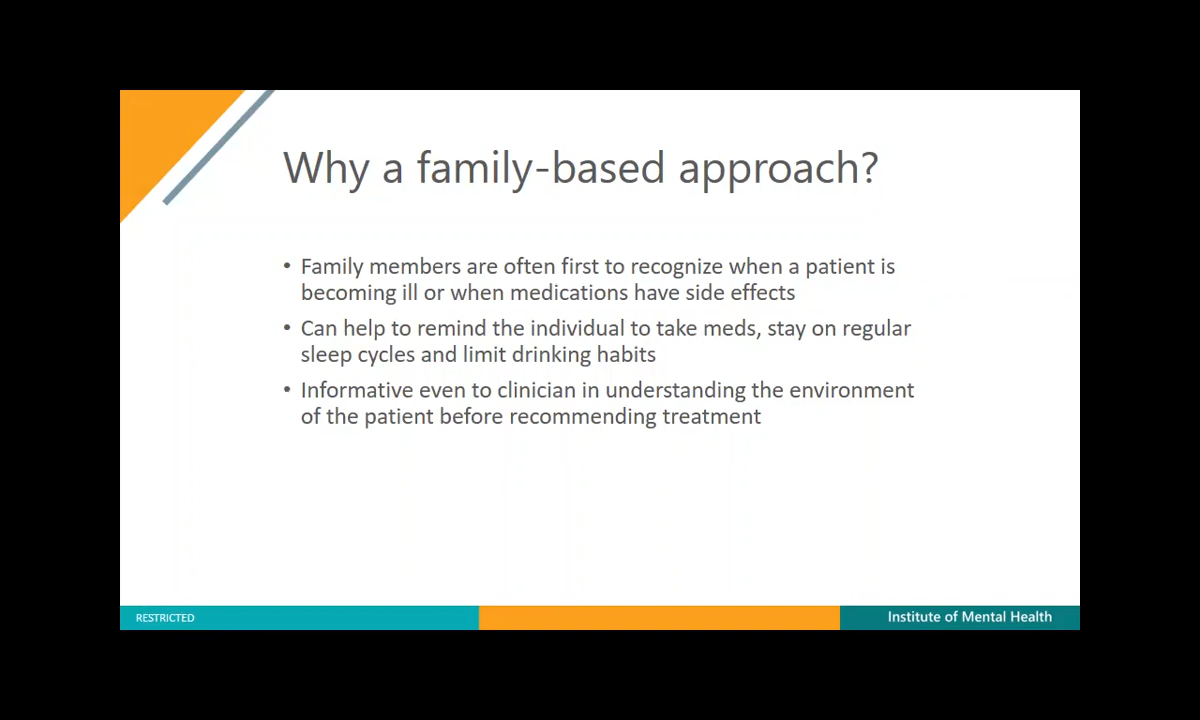 Why a family-based approach?
• Family members are often first to recognize when a patient is
becoming ill or when medications have side effects
• Can help to remind the individual to take meds, stay on regular
sleep cycles and limit drinking habits
• Informative even to clinician in understanding the environment
of the patient before recommending treatment
RESTRICTED
Institute of Mental Health